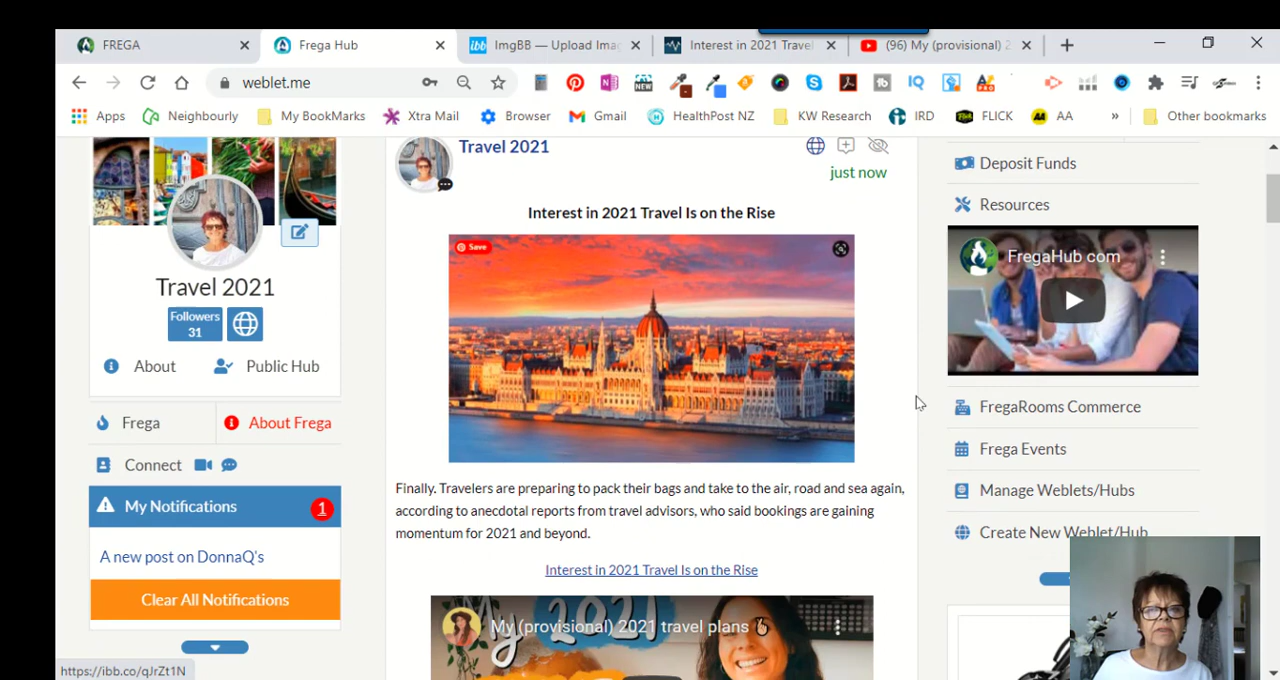 FREGA
Frega Hub
ibb
ImgBB — Upload Imag
Interest in 2021 Travel
(96) My (provisional) 2
weblet.me
Apps
Neighbourly
My BookMarks
Xtra Mail
Browser
Gmail
HealthPost NZ
KW Research
IRD
FLICK
AA
»
Other bookmarks
Travel 2021
Followers
31
About
Public Hub
Frega
About Frega
Connect
My Notifications
1
A new post on DonnaQ's
Clear All Notifications
https://ibb.co/qJrZt1N
Travel 2021
just now
Interest in 2021 Travel Is on the Rise
Save
Finally. Travelers are preparing to pack their bags and take to the air, road and sea again,
according to anecdotal reports from travel advisors, who said bookings are gaining
momentum for 2021 and beyond.
Interest in 2021 Travel Is on the Rise
My (provisional) 2021 travel plans
My
2021
Deposit Funds
Resources
FregaHub com
FregaRooms Commerce
Frega Events
Manage Weblets/Hubs
Create New Weblet/Hub